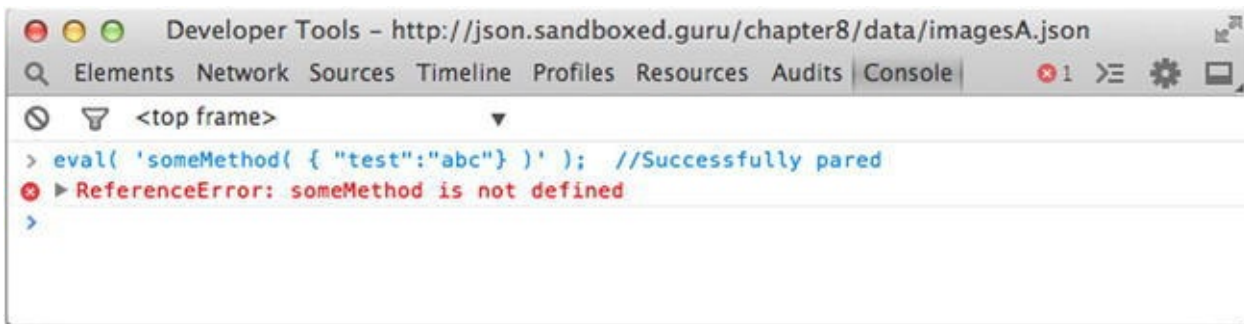 Developer Tools – http://json.sandboxed.guru/chapter8/data/imagesA.json
Elements Network Sources Timeline Profiles Resources Audits Console 1
<top frame> ▼
> eval( 'someMethod( { "test":"abc"} )' ); //Successfully pared
▶ ReferenceError: someMethod is not defined
>